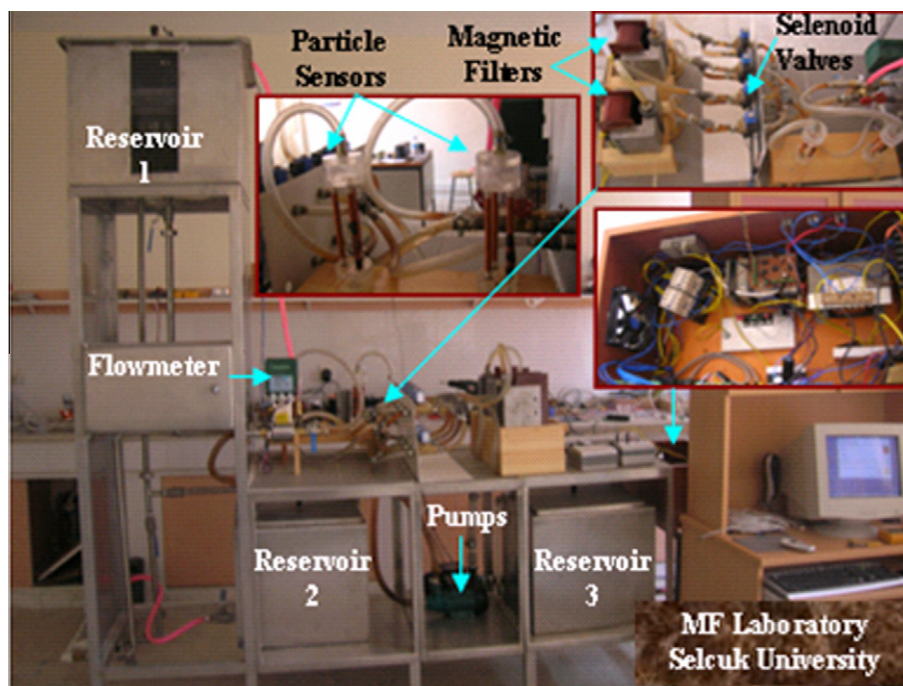 Particle
Sensors
Magnetic
Filters
Selenoid
Valves
Reservoir
1
Flowmeter
Pumps
Reservoir
2
Reservoir
3
MF Laboratory
Selcuk University